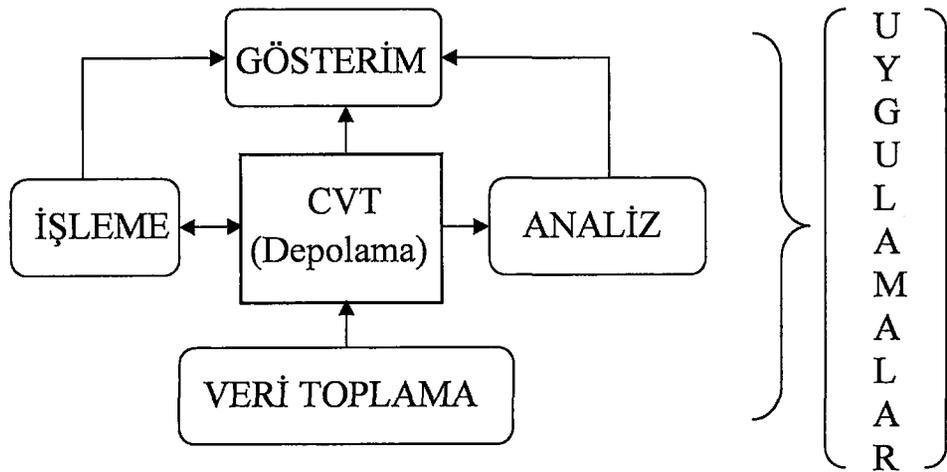 GÖSTERİM
İŞLEME
CVT
(Depolama)
ANALİZ
VERİ TOPLAMA
U
Y
G
U
L
A
M
A
L
A
R